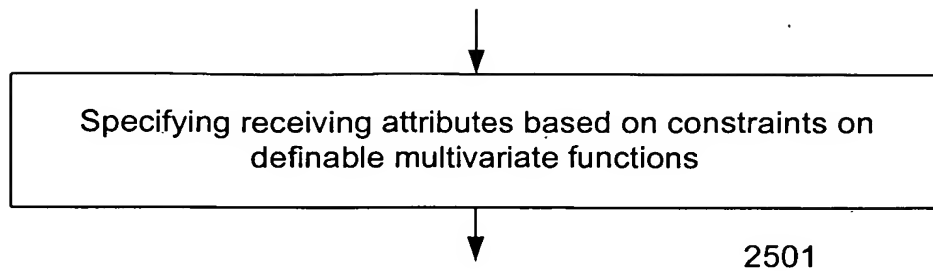 Specifying receiving attributes based on constraints on
definable multivariate functions
2501